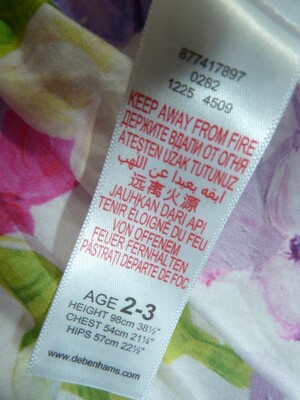 877417897
0282
1225 4509
KEEP AWAY FROM FIRE
ДЕРЖИТЕ ВДАЛИ ОТ ОГНЯ
ATESTEN UZAK TUTUNUZ
ابقه بعيدا عن اللهب
远离火源
JAUHKAN DARI API
TENIR ÉLOIGNÉ DU FEU
VON OFFENEM
FEUER FERNHALTEN
PĂSTRAȚI DEPARTE DE FOC
AGE 2-3
HEIGHT 98cm 38½"
CHEST 54cm 21¼"
HIPS 57cm 22½"
www.debenhams.com